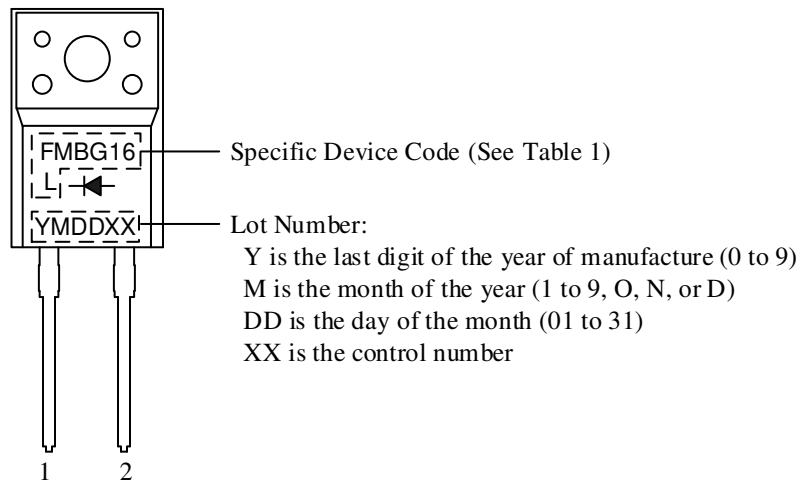 FMBG16
L
Specific Device Code (See Table 1)
YMDDXX
Lot Number:
Y is the last digit of the year of manufacture (0 to 9)
M is the month of the year (1 to 9, O, N, or D)
DD is the day of the month (01 to 31)
XX is the control number
1 2